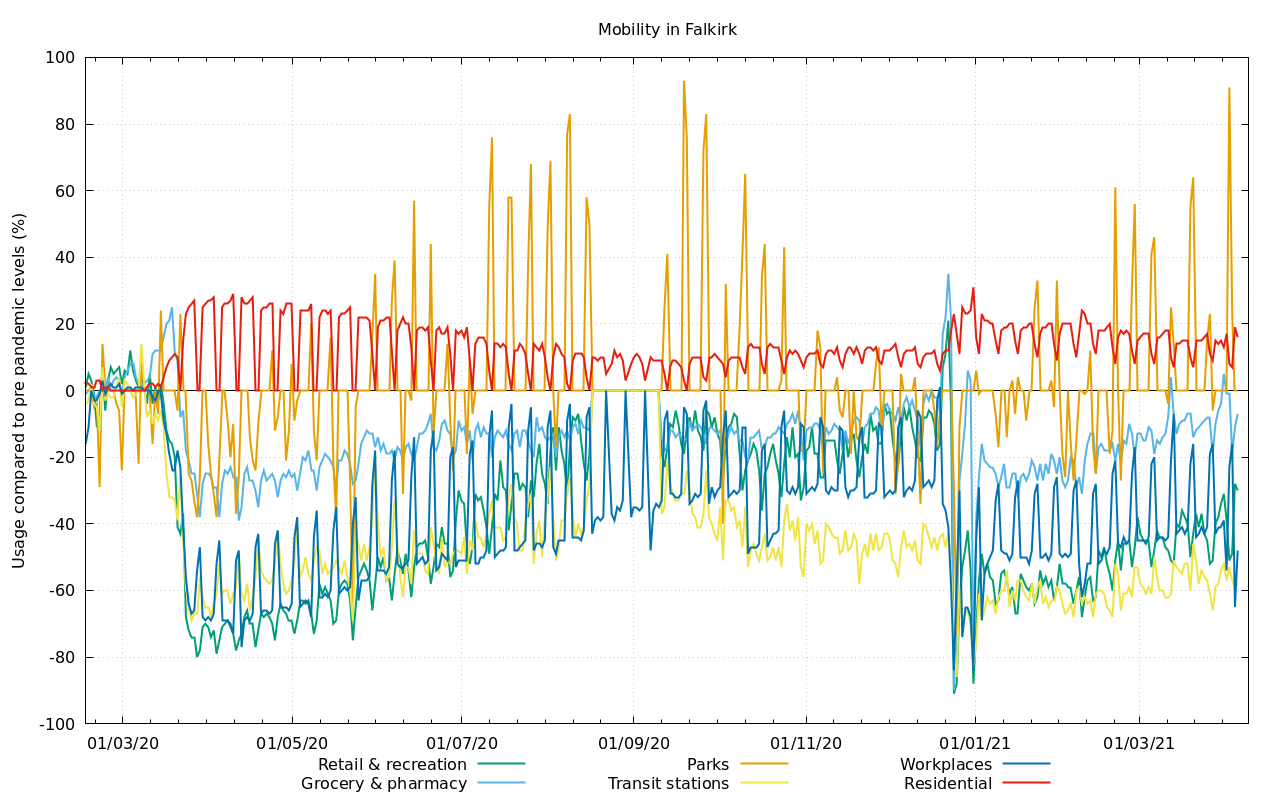 Mobility in Falkirk
Usage compared to pre pandemic levels (%)
100
80
60
40
20
0
-20
-40
-60
-80
-100
01/03/20 01/05/20 01/07/20 01/09/20 01/11/20 01/01/21 01/03/21
Retail & recreation Parks Workplaces
Grocery & pharmacy Transit stations Residential